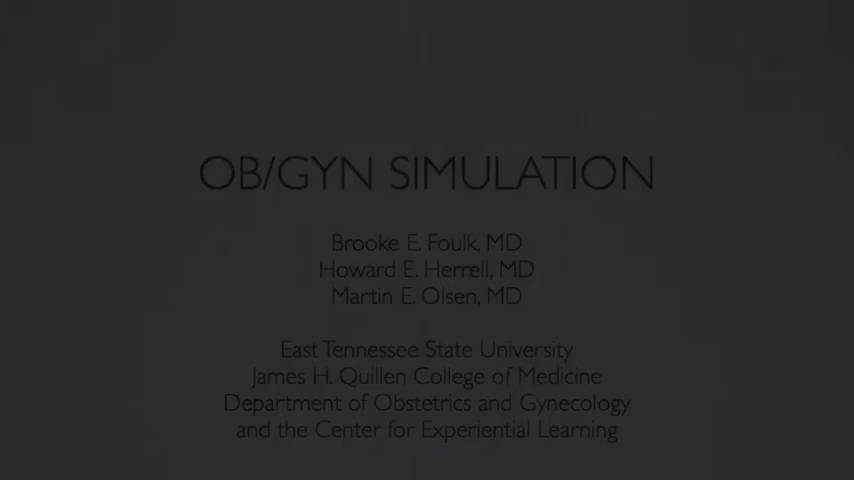 OB/GYN SIMULATION
Brooke E. Foulk, MD
Howard E. Herrell, MD
Martin E. Olsen, MD
East Tennessee State University
James H. Quillen College of Medicine
Department of Obstetrics and Gynecology
and the Center for Experiential Learning